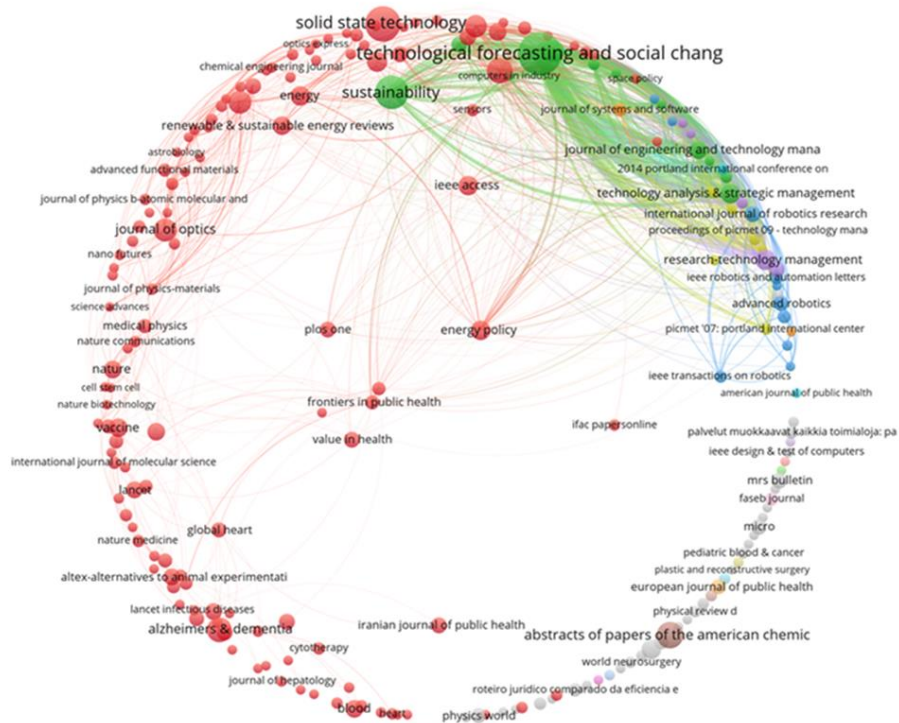 solid state technology
optics express
technological forecasting and social chang
chemical engineering journal
computers in industry
space policy
energy
sustainability
sensors
journal of systems and software
renewable & sustainable energy reviews
astrobiology
journal of engineering and technology mana
advanced functional materials
2014 portland international conference on
ieee access
technology analysis & strategic management
journal of physics b-atomic molecular and
international journal of robotics research
journal of optics
proceedings of picmet 09 - technology mana
nano futures
research-technology management
ieee robotics and automation letters
journal of physics-materials
science advances
advanced robotics
medical physics
plos one
energy policy
picmet '07: portland international center
nature communications
nature
ieee transactions on robotics
cell stem cell
american journal of public health
nature biotechnology
frontiers in public health
vaccine
ifac papersonline
palvelut muokkaavat kaikkia toimialoja: pa
value in health
ieee design & test of computers
international journal of molecular science
mrs bulletin
lancet
faseb journal
global heart
micro
nature medicine
pediatric blood & cancer
plastic and reconstructive surgery
altex-alternatives to animal experimentati
european journal of public health
lancet infectious diseases
physical review d
alzheimers & dementia
iranian journal of public health
abstracts of papers of the american chemic
cytotherapy
world neurosurgery
journal of hepatology
roteiro juridico comparado da eficiencia e
blood
heart
physics world